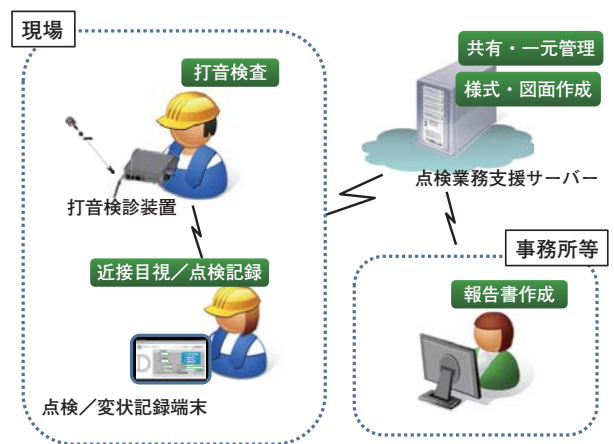 現場
打音検査
打音検診装置
近接目視／点検記録
点検／変状記録端末
共有・一元管理
様式・図面作成
点検業務支援サーバー
事務所等
報告書作成